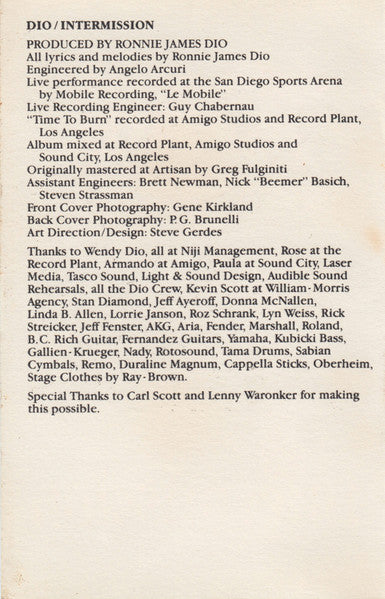 DIO / INTERMISSION
PRODUCED BY RONNIE JAMES DIO
All lyrics and melodies by Ronnie James Dio
Engineered by Angelo Arcuri
Live performance recorded at the San Diego Sports Arena
by Mobile Recording, “Le Mobile”
Live Recording Engineer: Guy Chabernau
“Time To Burn” recorded at Amigo Studios and Record Plant,
Los Angeles
Album mixed at Record Plant, Amigo Studios and
Sound City, Los Angeles
Originally mastered at Artisan by Greg Fulginiti
Assistant Engineers: Brett Newman, Nick “Beemer” Basich,
Steven Strassman
Front Cover Photography: Gene Kirkland
Back Cover Photography: P.G. Brunelli
Art Direction/Design: Steve Gerdes
Thanks to Wendy Dio, all at Niji Management, Rose at the
Record Plant, Armando at Amigo, Paula at Sound City, Laser
Media, Tasco Sound, Light & Sound Design, Audible Sound
Rehearsals, all the Dio Crew, Kevin Scott at William·Morris
Agency, Stan Diamond, Jeff Ayeroff, Donna McNallen,
Linda B. Allen, Lorrie Janson, Roz Schrank, Lyn Weiss, Rick
Streicker, Jeff Fenster, AKG, Aria, Fender, Marshall, Roland,
B.C. Rich Guitar, Fernandez Guitars, Yamaha, Kubicki Bass,
Gallien·Krueger, Nady, Rotosound, Tama Drums, Sabian
Cymbals, Remo, Duraline Magnum, Cappella Sticks, Oberheim,
Stage Clothes by Ray·Brown.
Special Thanks to Carl Scott and Lenny Waronker for making
this possible.